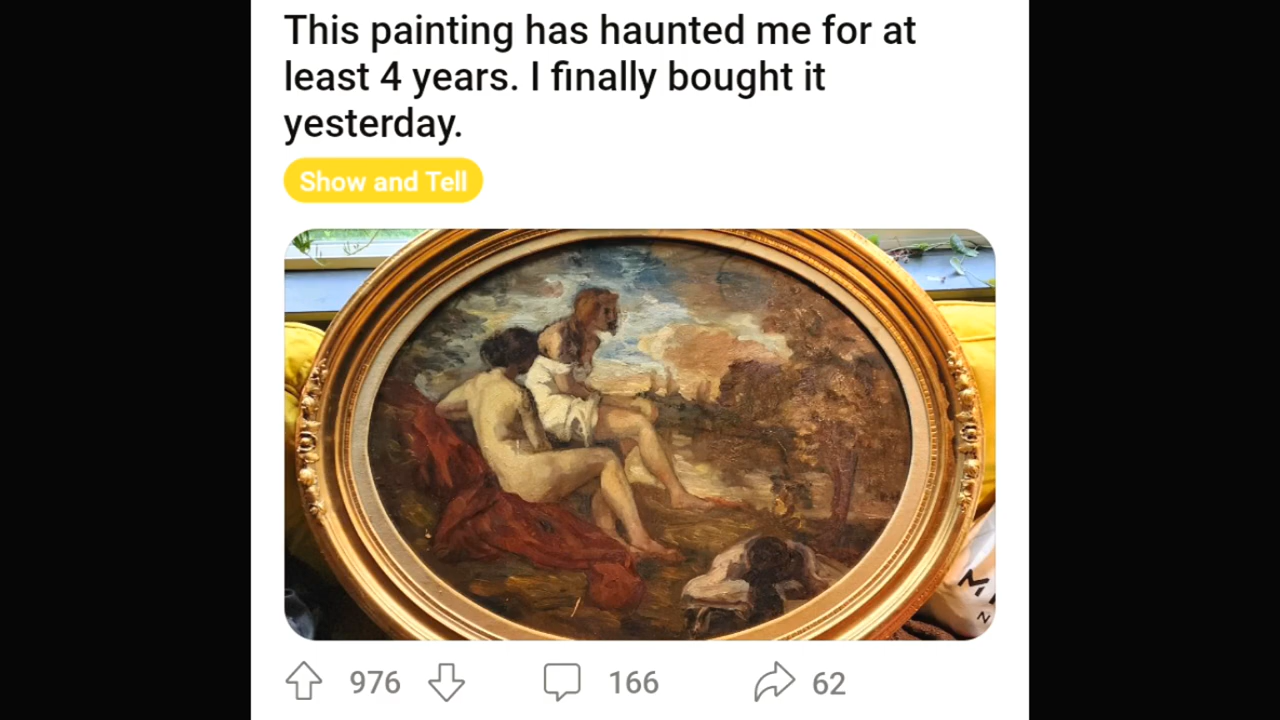 This painting has haunted me for at
least 4 years. I finally bought it
yesterday.
Show and Tell
976
166
62